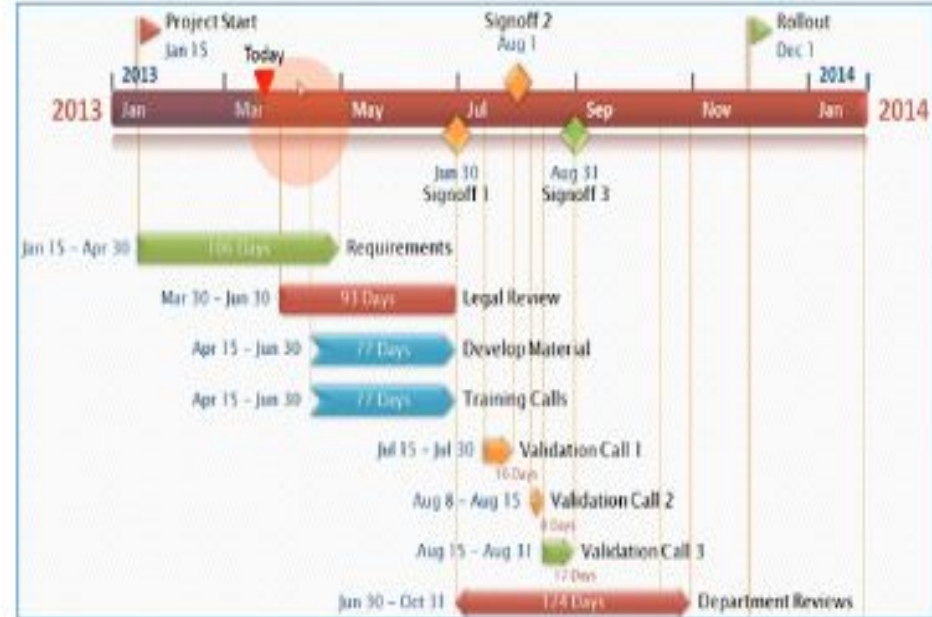 Project Start
Jan 15
Signoff 2
Aug 1
Rollout
Dec 1
Today
2013
2014
2013
Jan
Mar
May
Jul
Sep
Nov
Jan
2014
Jun 30
Signoff 1
Aug 31
Signoff 3
Jan 15 - Apr 30
106 Days
Requirements
Mar 30 - Jun 30
93 Days
Legal Review
Apr 15 - Jun 30
77 Days
Develop Material
Apr 15 - Jun 30
77 Days
Training Calls
Jul 15 - Jul 30
Validation Call 1
16 Days
Aug 8 - Aug 15
Validation Call 2
8 Days
Aug 15 - Aug 31
Validation Call 3
17 Days
Jun 30 - Oct 31
Days
Department Reviews